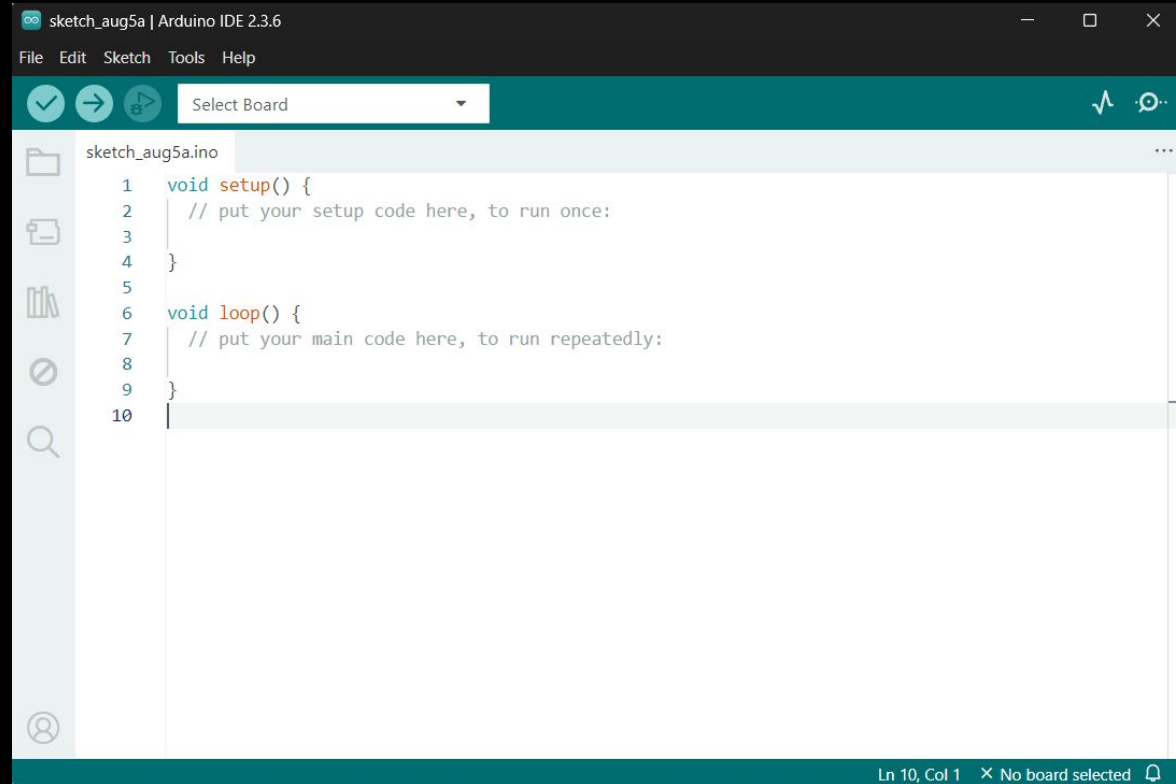 sketch_aug5a | Arduino IDE 2.3.6
File Edit Sketch Tools Help
Select Board
sketch_aug5a.ino
1 void setup() {
2 // put your setup code here, to run once:
3
4 }
5
6 void loop() {
7 // put your main code here, to run repeatedly:
8
9 }
10
Ln 10, Col 1 × No board selected